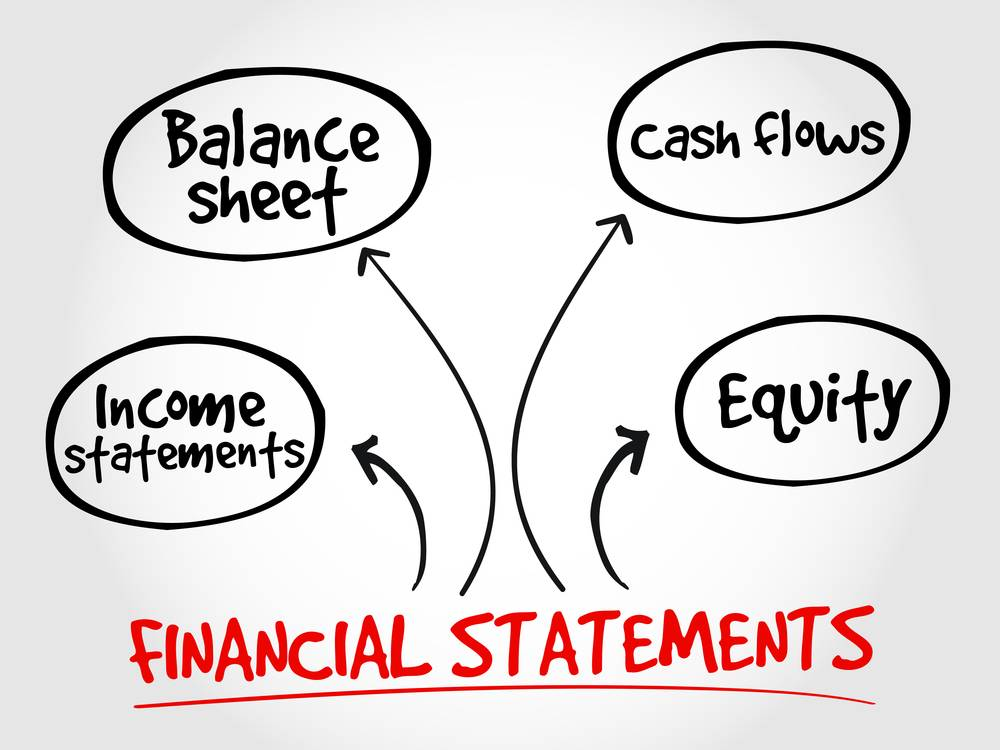 Balance
sheet
cash flows
Income
statements
Equity
FINANCIAL STATEMENTS